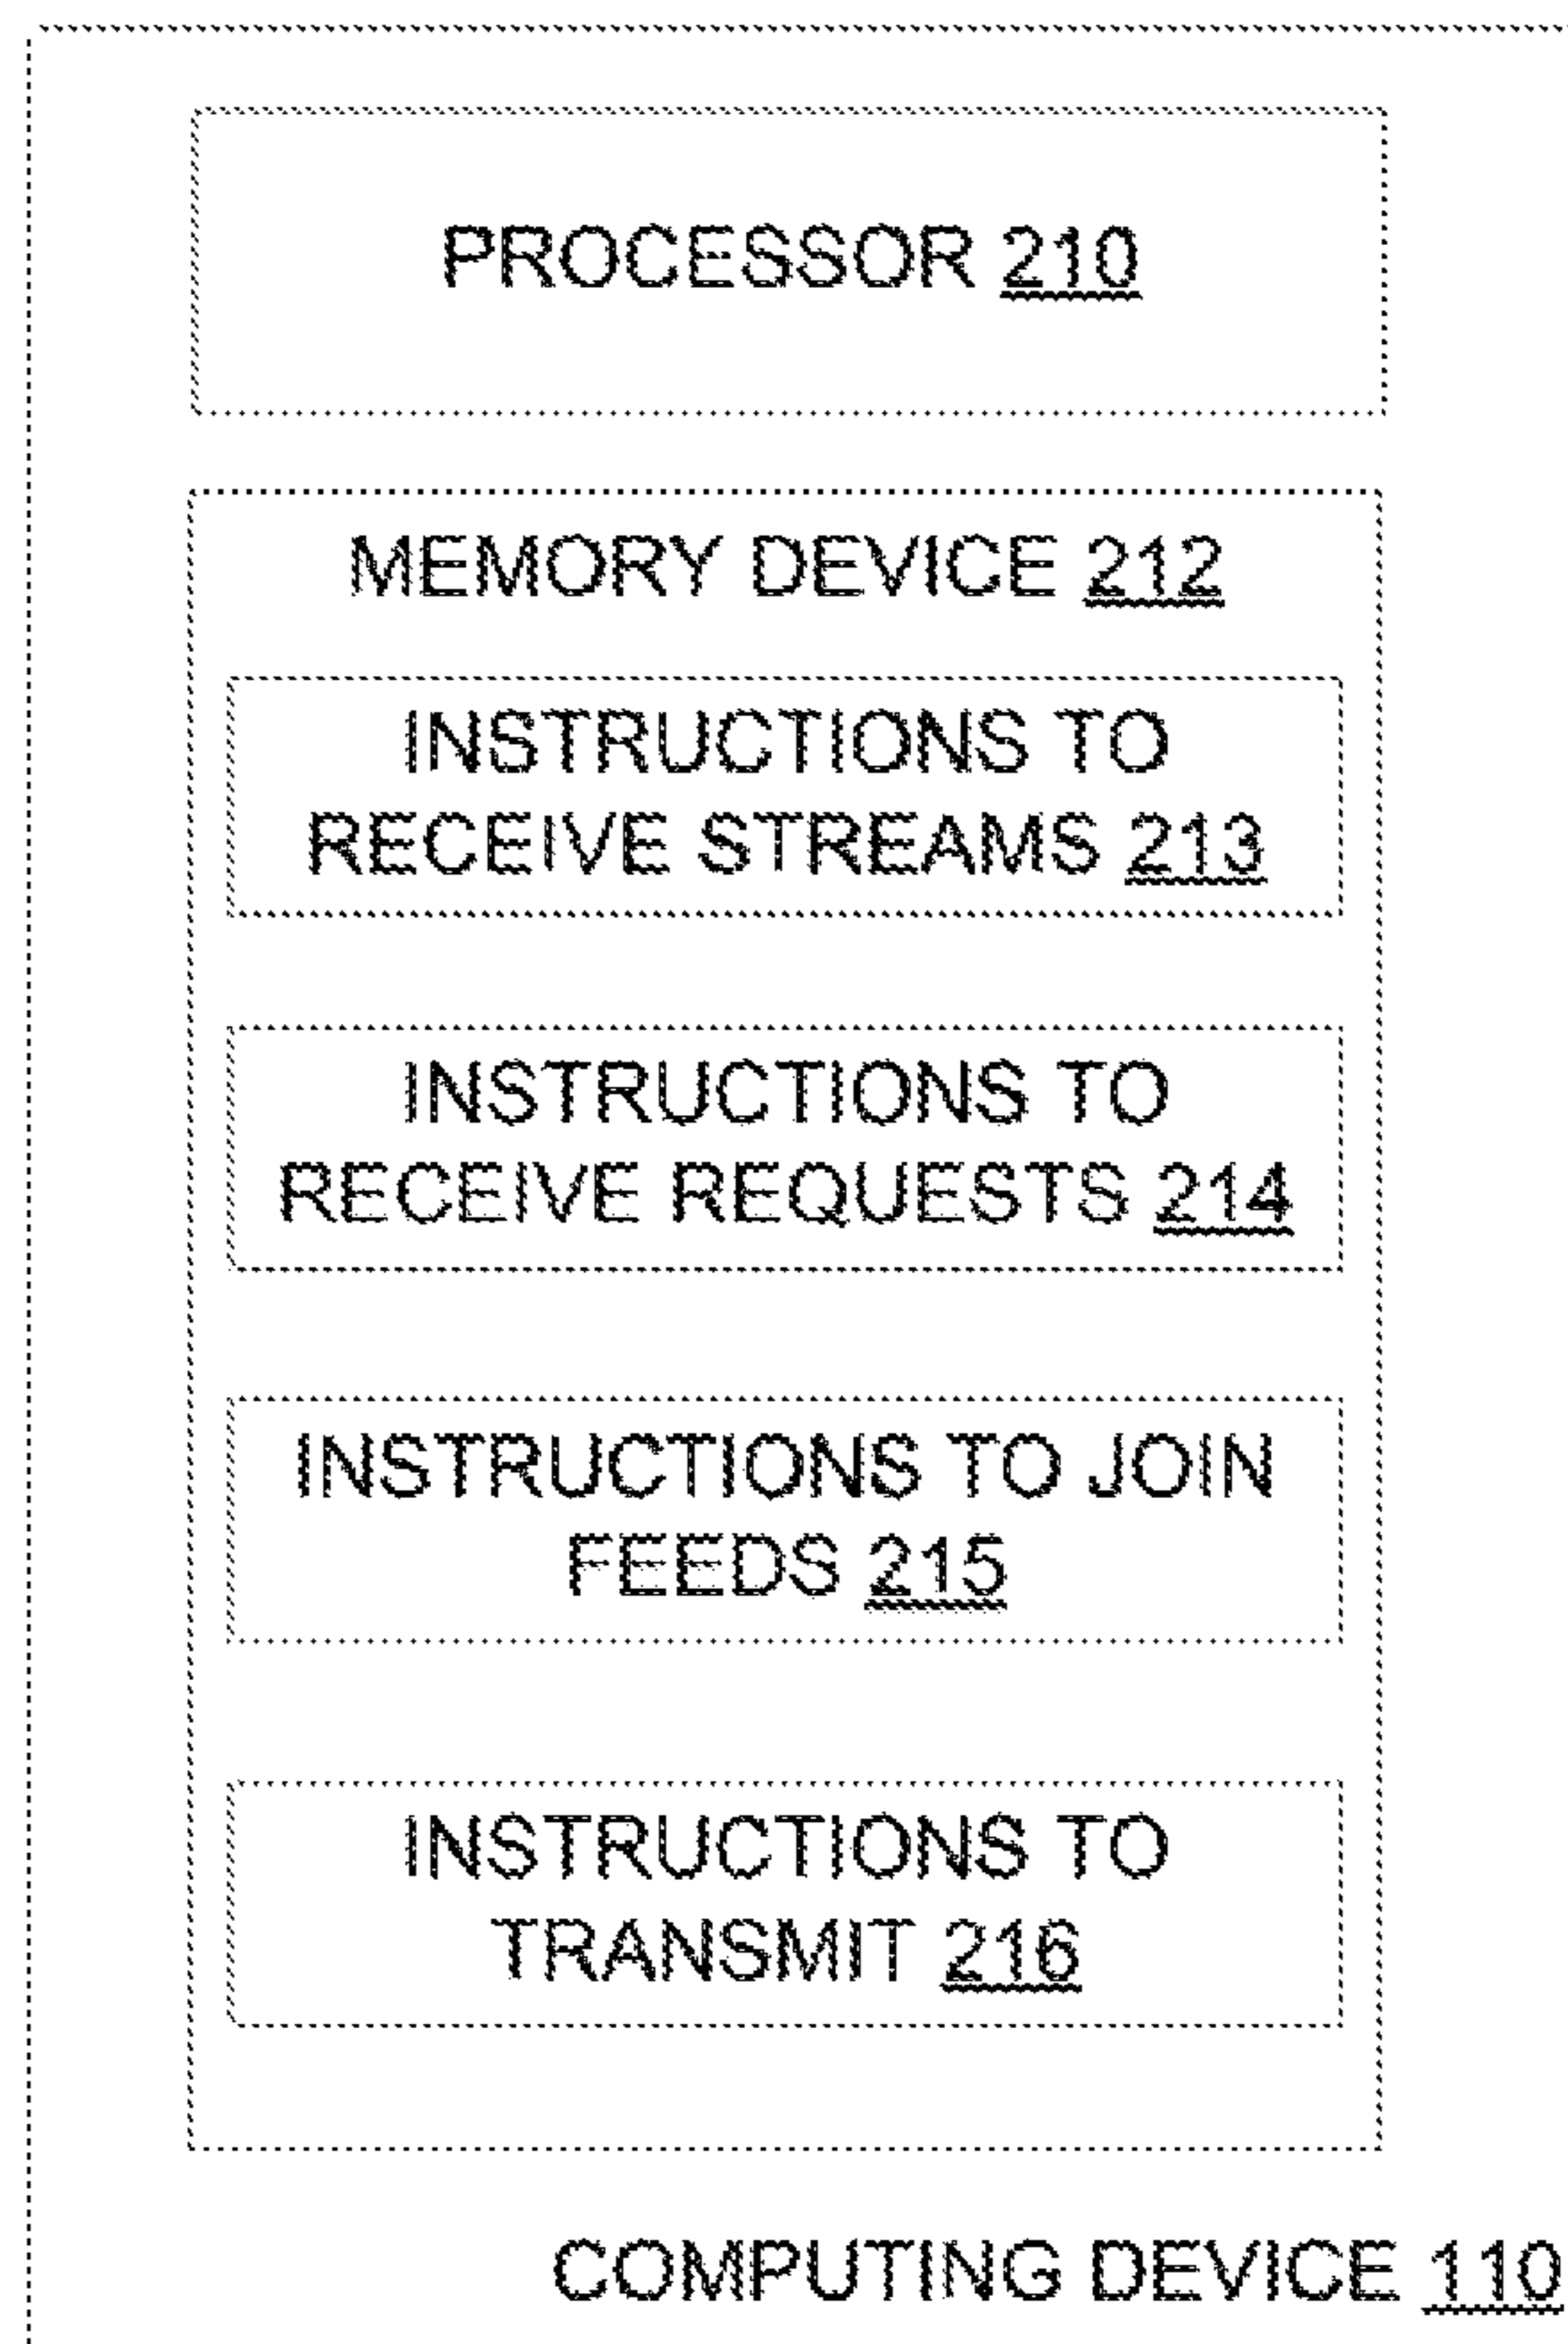 PROCESSOR 210
MEMORY DEVICE 212
INSTRUCTIONS TO
RECEIVE STREAMS 213
INSTRUCTIONS TO
RECEIVE REQUESTS 214
INSTRUCTIONS TO JOIN
FEEDS 215
INSTRUCTIONS TO
TRANSMIT 216
COMPUTING DEVICE 110